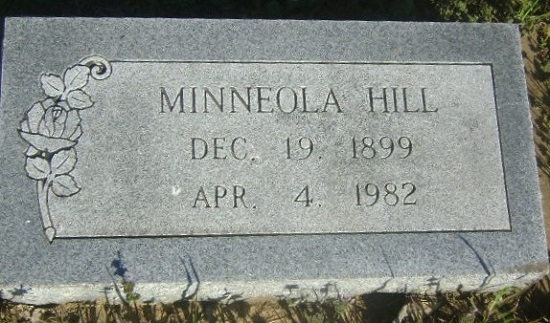 MINNEOLA HILL
DEC. 19. 1899
APR. 4. 1982